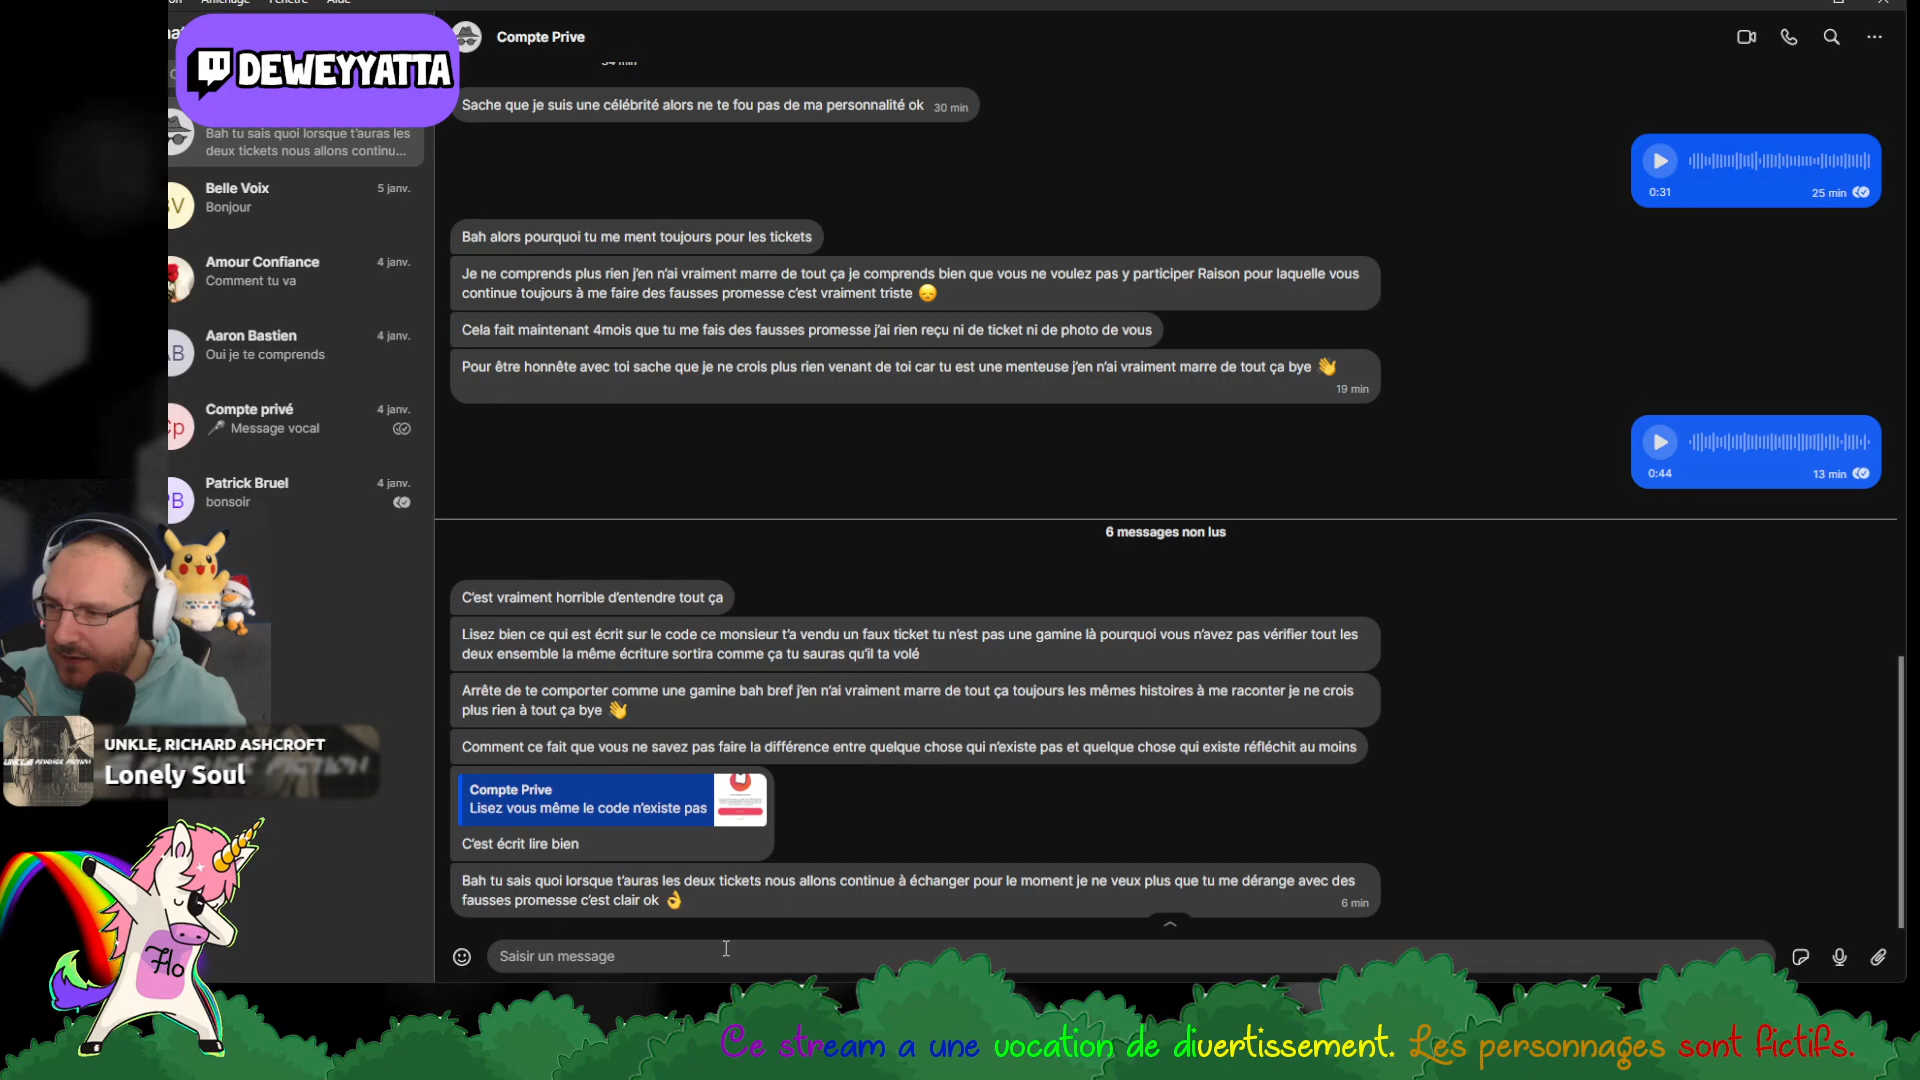 Affichage Fenêtre Aide
DEWEYYATTA
Compte Prive
34 min
Sache que je suis une célébrité alors ne te fou pas de ma personnalité ok 30 min
Bah tu sais quoi lorsque t'auras les
deux tickets nous allons continu...
0:31 25 min
Belle Voix 5 janv.
Bonjour
Bah alors pourquoi tu me ment toujours pour les tickets
Amour Confiance 4 janv.
Comment tu va
Je ne comprends plus rien j'en n'ai vraiment marre de tout ça je comprends bien que vous ne voulez pas y participer Raison pour laquelle vous
continue toujours à me faire des fausses promesse c'est vraiment triste 😞
Aaron Bastien 4 janv.
Oui je te comprends
AB
Cela fait maintenant 4mois que tu me fais des fausses promesse j'ai rien reçu ni de ticket ni de photo de vous
Pour être honnête avec toi sache que je ne crois plus rien venant de toi car tu est une menteuse j'en n'ai vraiment marre de tout ça bye 👋
19 min
Compte privé 4 janv.
Message vocal
Cp
0:44 13 min
Patrick Bruel 4 janv.
bonsoir
PB
6 messages non lus
C'est vraiment horrible d'entendre tout ça
Lisez bien ce qui est écrit sur le code ce monsieur t'a vendu un faux ticket tu n'est pas une gamine là pourquoi vous n'avez pas vérifier tout les
deux ensemble la même écriture sortira comme ça tu sauras qu'il ta volé
Arrête de te comporter comme une gamine bah bref j'en n'ai vraiment marre de tout ça toujours les mêmes histoires à me raconter je ne crois
plus rien à tout ça bye 👋
Comment ce fait que vous ne savez pas faire la différence entre quelque chose qui n'existe pas et quelque chose qui existe réfléchit au moins
Compte Prive
Lisez vous même le code n'existe pas
C'est écrit lire bien
Bah tu sais quoi lorsque t'auras les deux tickets nous allons continue à échanger pour le moment je ne veux plus que tu me dérange avec des
fausses promesse c'est clair ok 👌 6 min
Saisir un message
UNKLE, RICHARD ASHCROFT
Lonely Soul
Flo
Ce stream a une vocation de divertissement. Les personnages sont fictifs.